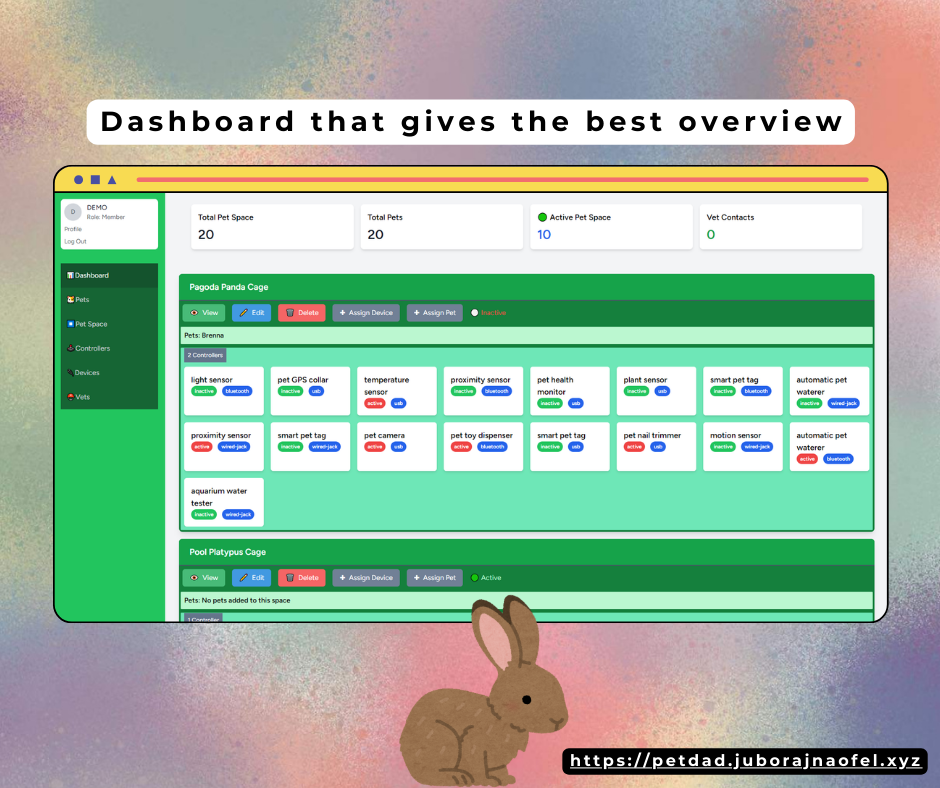 Dashboard that gives the best overview
D
DEMO
Role: Member
Profile
Log Out
Dashboard
Pets
Pet Space
Controllers
Devices
Vets
Total Pet Space
20
Total Pets
20
Active Pet Space
10
Vet Contacts
0
Pagoda Panda Cage
View Edit Delete + Assign Device + Assign Pet Inactive
Pets: Brenna
2 Controllers
light sensor
inactive bluetooth
pet GPS collar
inactive usb
temperature
sensor
active usb
proximity sensor
inactive bluetooth
pet health
monitor
inactive usb
plant sensor
inactive usb
smart pet tag
inactive bluetooth
automatic pet
waterer
inactive wired-jack
proximity sensor
active wired-jack
smart pet tag
inactive wired-jack
pet camera
active usb
pet toy dispenser
active bluetooth
smart pet tag
inactive usb
pet nail trimmer
active usb
motion sensor
inactive wired-jack
automatic pet
waterer
active bluetooth
aquarium water
tester
inactive wired-jack
Pool Platypus Cage
View Edit Delete + Assign Device + Assign Pet Active
Pets: No pets added to this space
1 Controller
https://petdad.juborajnaofel.xyz